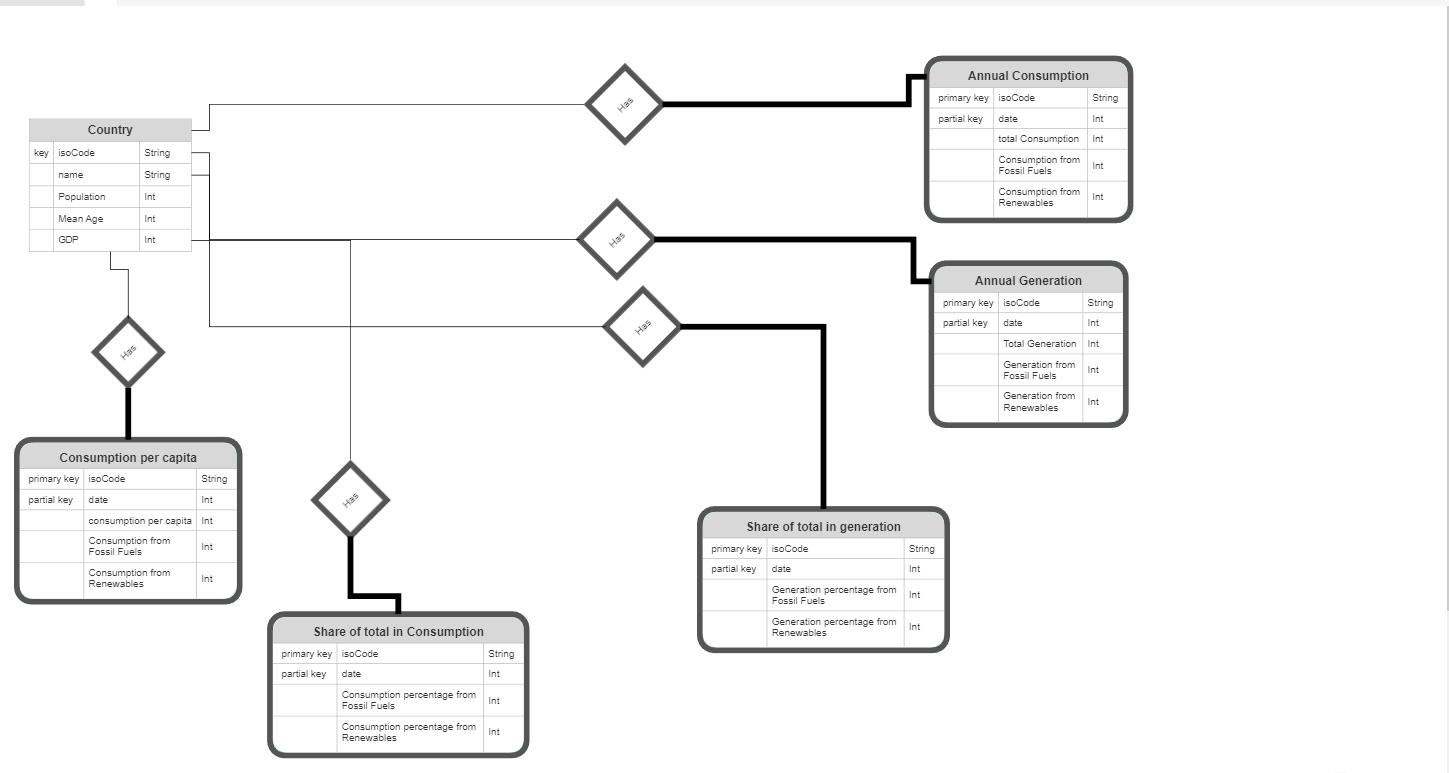 Country
key isoCode String
name String
Population Int
Mean Age Int
GDP Int
Has
Has
Has
Has
Has
Annual Consumption
primary key isoCode String
partial key date Int
total Consumption Int
Consumption from
Fossil Fuels Int
Consumption from
Renewables Int
Annual Generation
primary key isoCode String
partial key date Int
Total Generation Int
Generation from
Fossil Fuels Int
Generation from
Renewables Int
Consumption per capita
primary key isoCode String
partial key date Int
consumption per capita Int
Consumption from
Fossil Fuels Int
Consumption from
Renewables Int
Share of total in generation
primary key isoCode String
partial key date Int
Generation percentage from
Fossil Fuels Int
Generation percentage from
Renewables Int
Share of total in Consumption
primary key isoCode String
partial key date Int
Consumption percentage from
Fossil Fuels Int
Consumption percentage from
Renewables Int